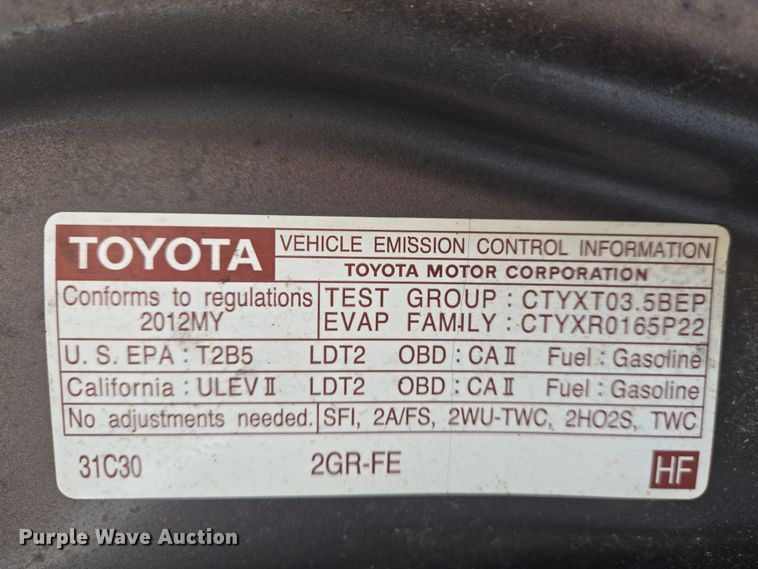 TOYOTA VEHICLE EMISSION CONTROL INFORMATION
TOYOTA MOTOR CORPORATION
Conforms to regulations
2012MY
TEST GROUP : CTYXT03.5BEP
EVAP FAMILY : CTYXR0165P22
U. S. EPA : T2B5 LDT2 OBD : CA II Fuel : Gasoline
California : ULEV II LDT2 OBD : CA II Fuel : Gasoline
No adjustments needed. SFI, 2A/FS, 2WU-TWC, 2HO2S, TWC
31C30 2GR-FE HF
Purple Wave Auction